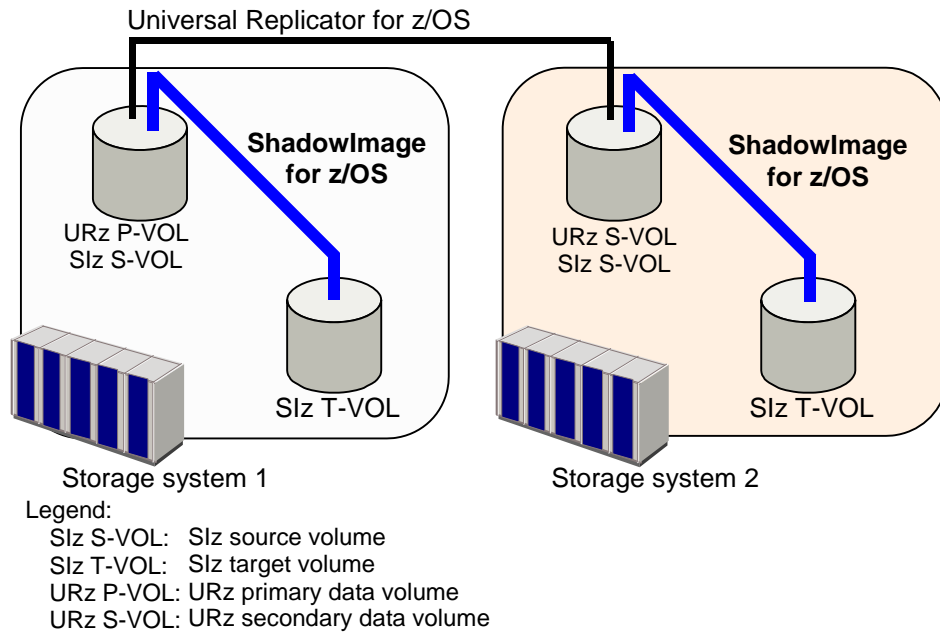 Universal Replicator for z/OS
ShadowImage
for z/OS
URz P-VOL
SIz S-VOL
SIz T-VOL
Storage system 1
ShadowImage
for z/OS
URz S-VOL
SIz S-VOL
SIz T-VOL
Storage system 2
Legend:
SIz S-VOL: SIz source volume
SIz T-VOL: SIz target volume
URz P-VOL: URz primary data volume
URz S-VOL: URz secondary data volume